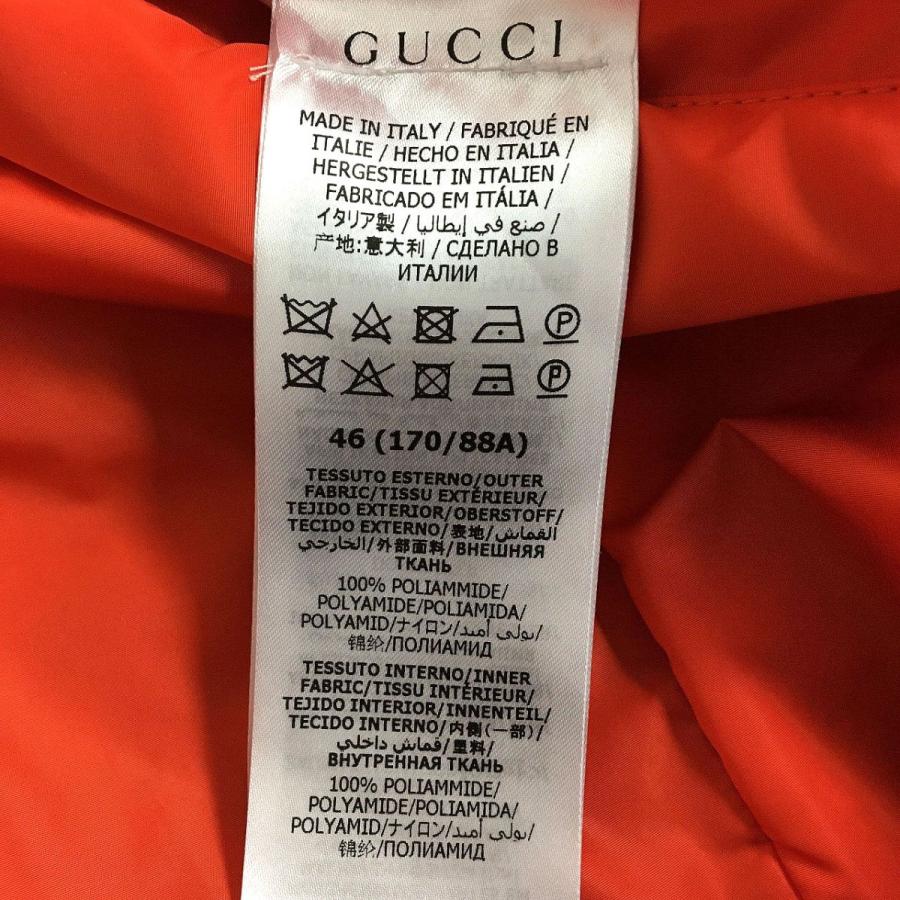 GUCCI
MADE IN ITALY / FABRIQUÉ EN
ITALIE / HECHO EN ITALIA /
HERGESTELLT IN ITALIEN /
FABRICADO EM ITÁLIA /
イタリア製 / صنع في إيطاليا /
产地:意大利 / СДЕЛАНО В
ИТАЛИИ
P
P
46 (170/88A)
TESSUTO ESTERNO/OUTER
FABRIC/TISSU EXTÉRIEUR/
TEJIDO EXTERIOR/OBERSTOFF/
TECIDO EXTERNO/表地/القماش
الخارجي/外部面料/ВНЕШНЯЯ
ТКАНЬ
100% POLIAMMIDE/
POLYAMIDE/POLIAMIDA/
POLYAMID/ナイロン/بولي أميد/
锦纶/ПОЛИАМИД
TESSUTO INTERNO/INNER
FABRIC/TISSU INTÉRIEUR/
TEJIDO INTERIOR/INNENTEIL/
TECIDO INTERNO/内側(一部)/
قماش داخلي/里料/
ВНУТРЕННАЯ ТКАНЬ
100% POLIAMMIDE/
POLYAMIDE/POLIAMIDA/
POLYAMID/ナイロン/بولي أميد/
锦纶/ПОЛИАМИД